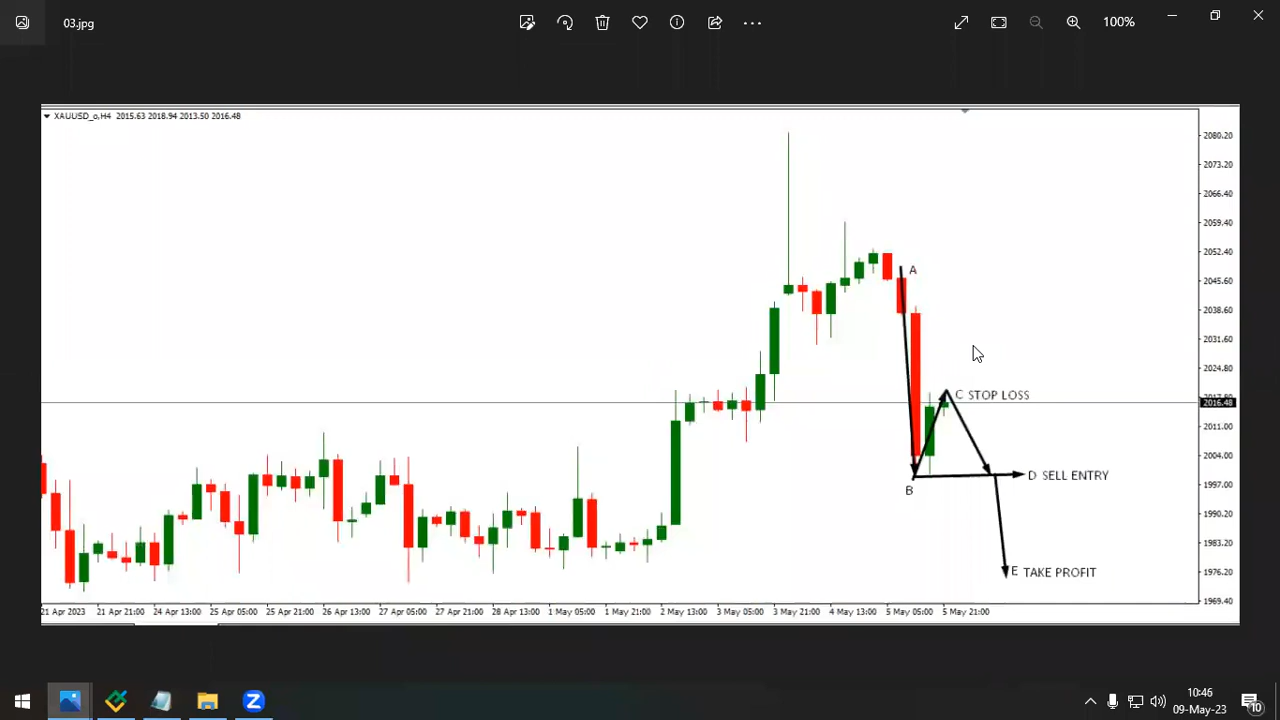 03.jpg
100%
XAUUSD_o,H4 2015.63 2018.94 2013.50 2016.48
2080.20
2073.20
2066.40
2059.40
2052.40
A
2045.60
2038.60
2031.60
2024.80
C STOP LOSS
2016.48
2011.00
2004.00
D SELL ENTRY
1997.00
B
1990.20
1983.20
E TAKE PROFIT
1976.20
1969.40
21 Apr 2023 21 Apr 21:00 24 Apr 13:00 25 Apr 05:00 25 Apr 21:00 26 Apr 13:00 27 Apr 05:00 27 Apr 21:00 28 Apr 13:00 1 May 05:00 1 May 21:00 2 May 13:00 3 May 05:00 3 May 21:00 4 May 13:00 5 May 05:00 5 May 21:00
10:46
09-May-23
10